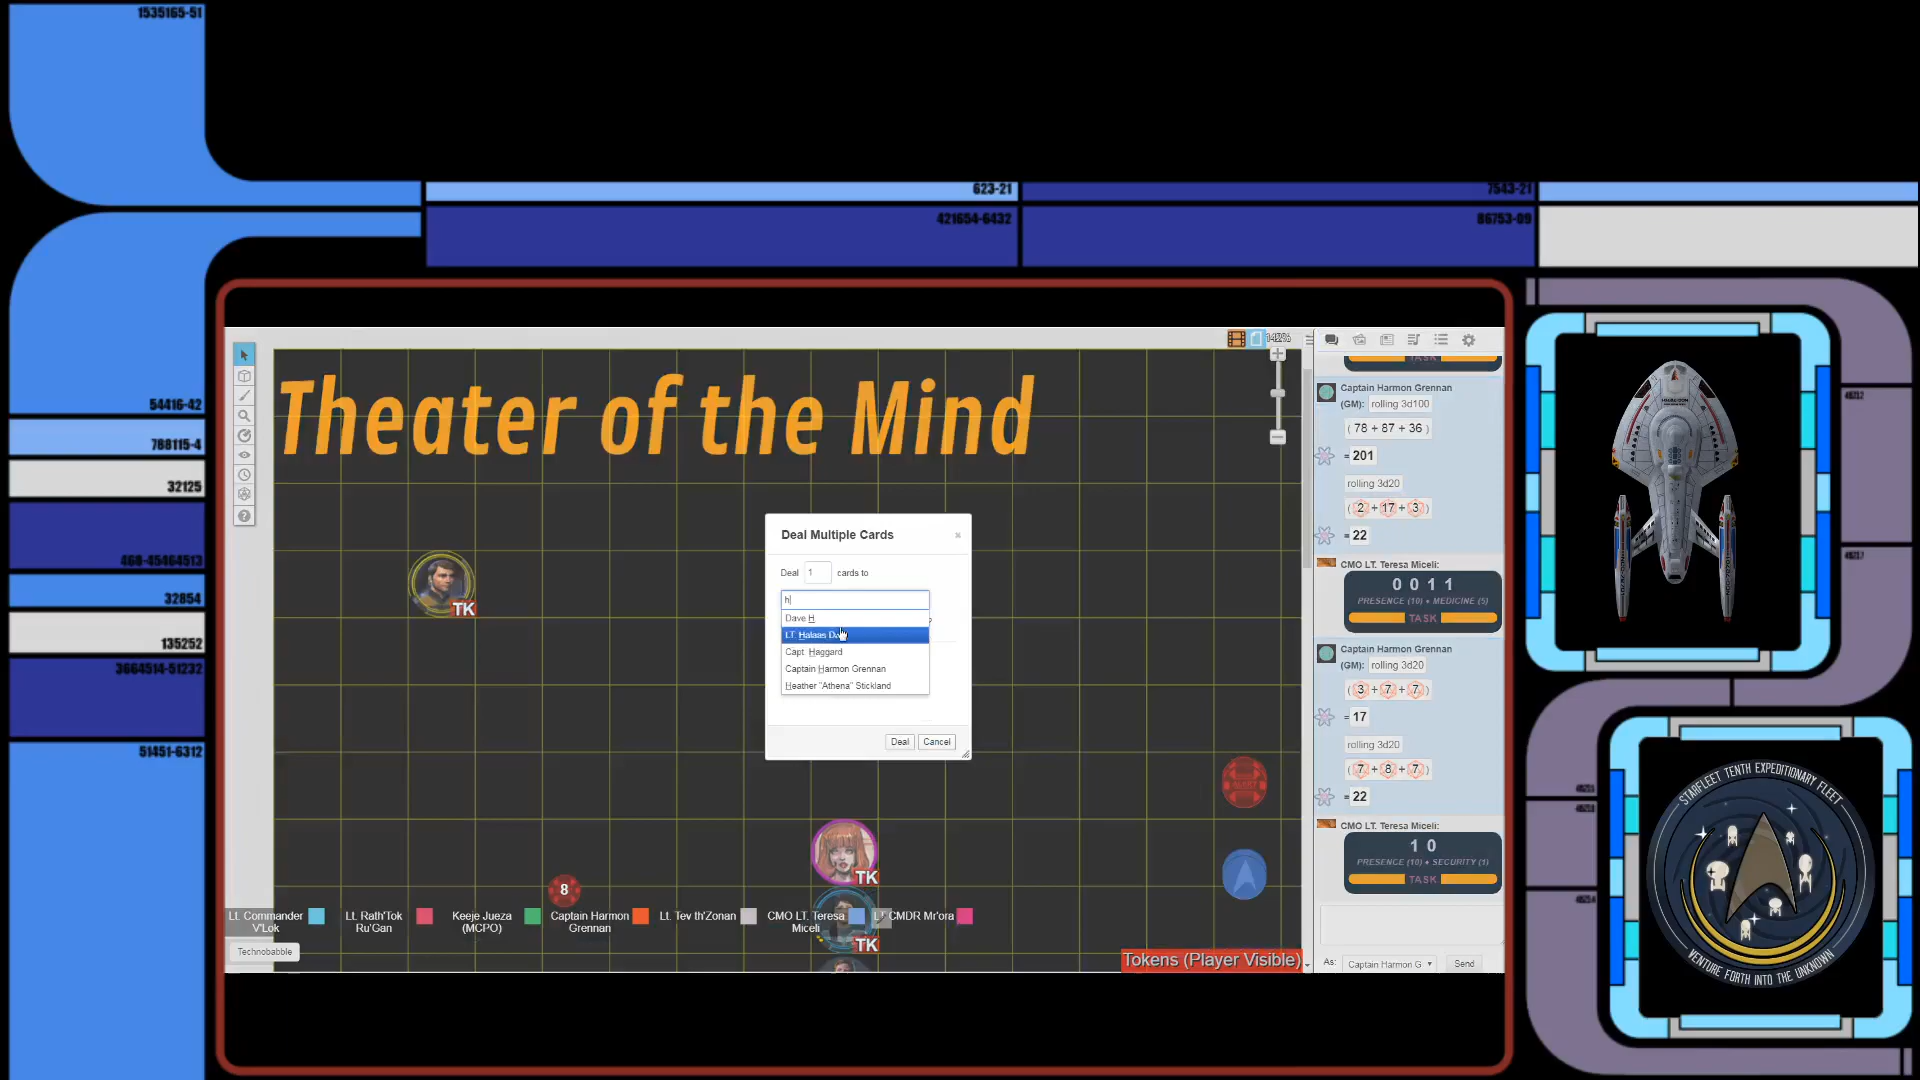 1535165-51
623-21
7543-21
421654-6432
86753-09
54416-42
788115-4
32125
468-45464513
32854
135252
3664514-51232
51451-6312
Theater of the Mind
142%
TASK
Captain Harmon Grennan
(GM): rolling 3d100
( 78 + 87 + 36 )
= 201
rolling 3d20
( 2 + 17 + 3 )
= 22
CMO LT. Teresa Miceli:
0 0 1 1
PRESENCE (10) • MEDICINE (5)
TASK
Captain Harmon Grennan
(GM): rolling 3d20
( 3 + 7 + 7 )
= 17
rolling 3d20
( 7 + 8 + 7 )
= 22
CMO LT. Teresa Miceli:
1 0
PRESENCE (10) • SECURITY (1)
TASK
As: Captain Harmon G
Send
Deal Multiple Cards
Deal 1 cards to
h
Dave H
LT. Halaas
Capt Haggard
Captain Harmon Grennan
Heather "Athena" Stickland
Deal
Cancel
TK
TK
TK
8
Lt. Commander V'Lok
Lt. Rath'Tok Ru'Gan
Keeje Jueza (MCPO)
Captain Harmon Grennan
Lt. Tev th'Zonan
CMO LT. Teresa Miceli
LT CMDR Mr'ora
Technobabble
Tokens (Player Visible)
STARFLEET TENTH EXPEDITIONARY FLEET
VENTURE FORTH INTO THE UNKNOWN